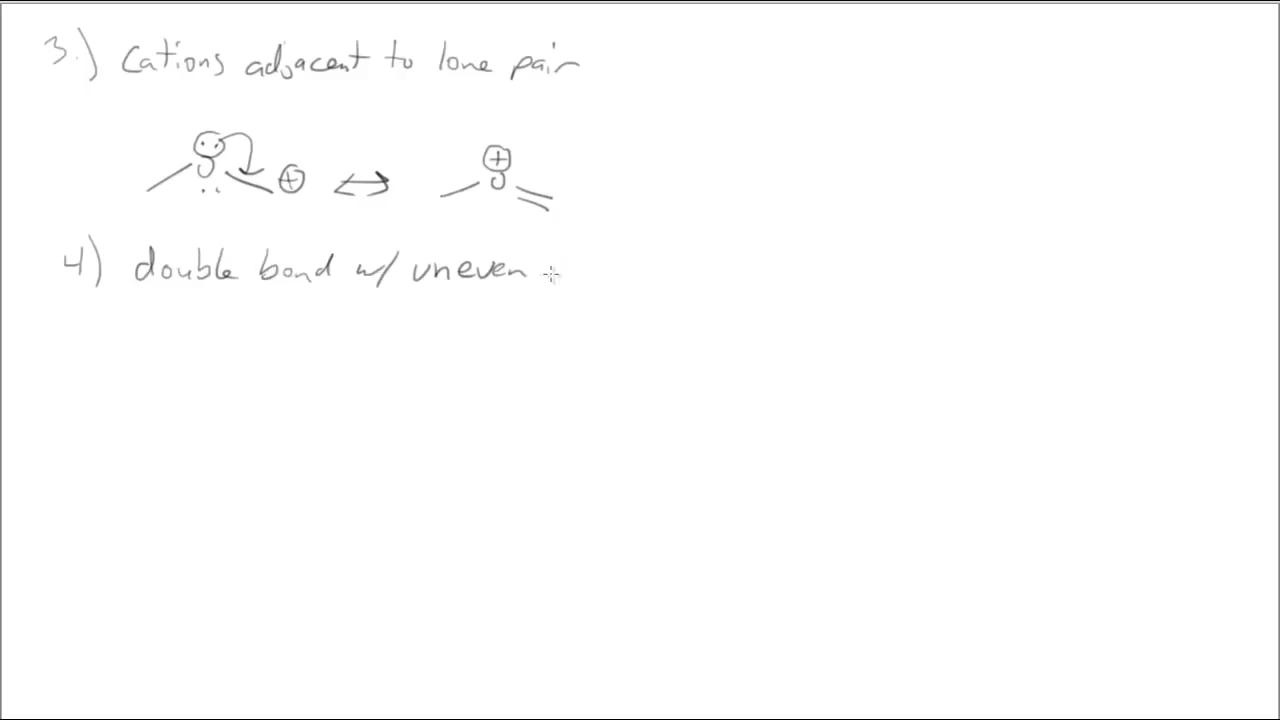 3.) Cations adjacent to lone pair
O ⊕ ⇔ ⊕ O
4) double bond w/ uneven